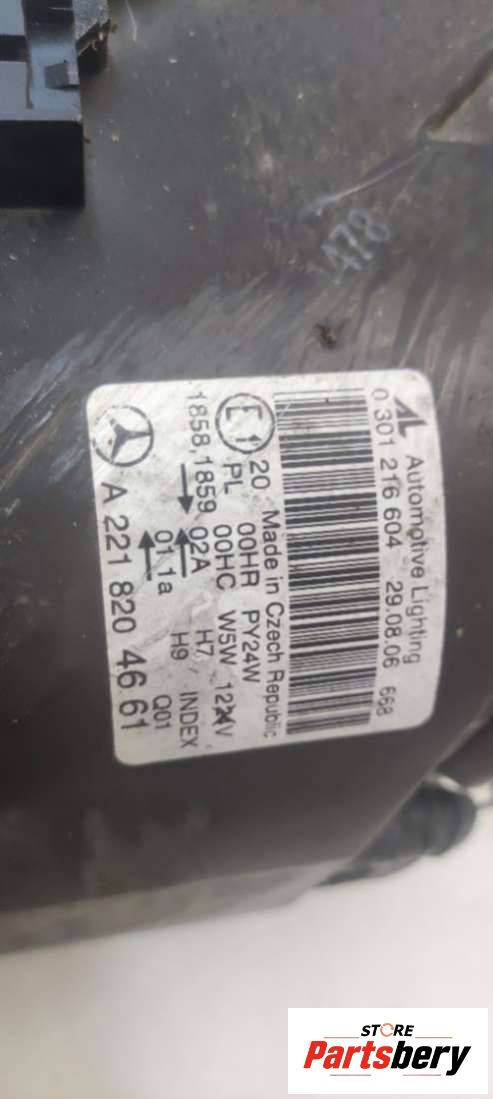 478
AL Automotive Lighting
0 301 216 604 29.08.06 668
Made in Czech Republic
E1 20 00HR PY24W
PL 00HC W5W 12V
1858,1859 02A H7 INDEX
01 1a H9 Q01
A 221 820 46 61
STORE
Partsbery